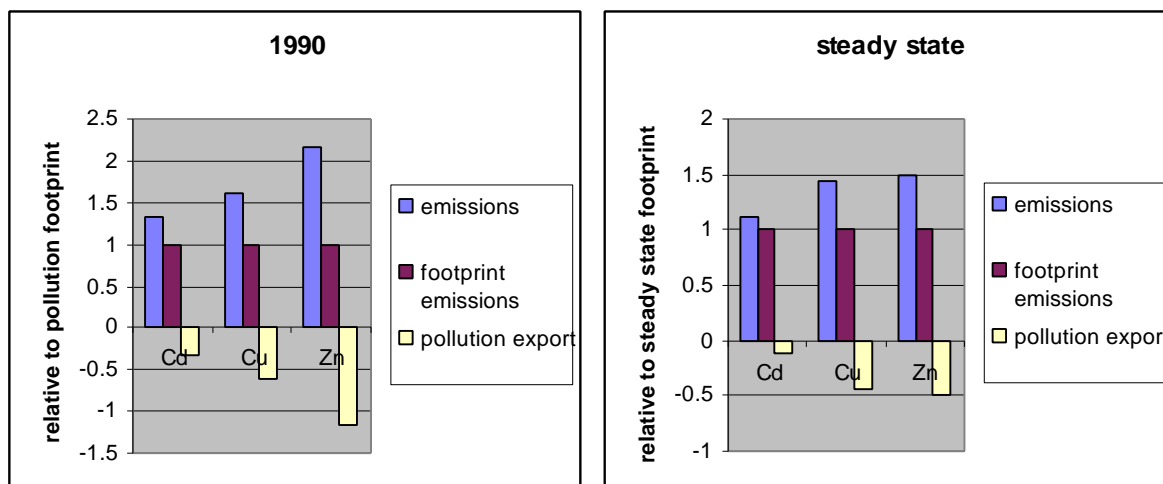 1990
relative to pollution footprint
2.5
2
1.5
1
0.5
0
-0.5
-1
-1.5
Cd
Cu
Zn
emissions
footprint
emissions
pollution export
steady state
relative to steady state footprint
2
1.5
1
0.5
0
-0.5
-1
Cd
Cu
Zn
emissions
footprint
emissions
pollution export